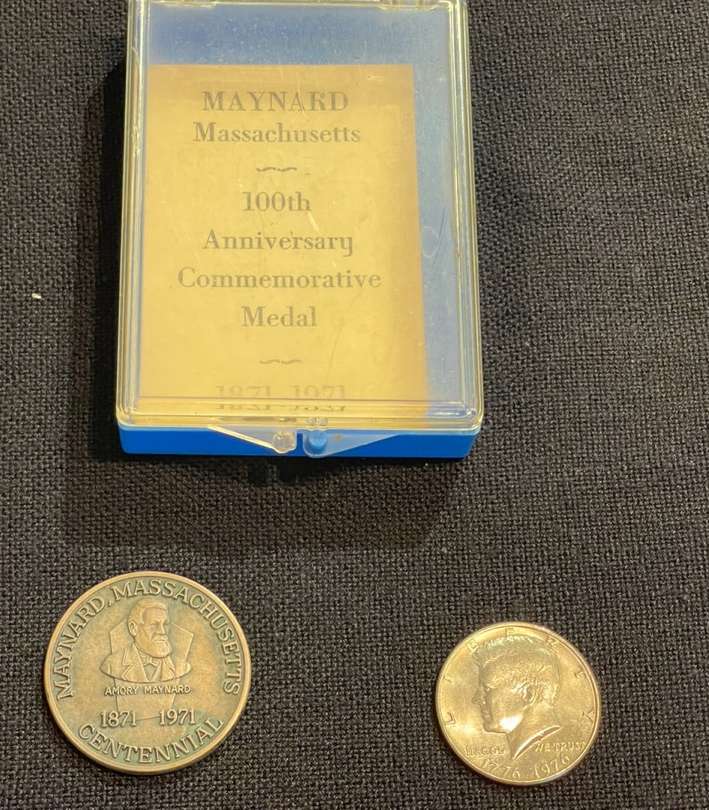 MAYNARD
Massachusetts
100th
Anniversary
Commemorative
Medal
1871-1971
MAYNARD, MASSACHUSETTS
AMORY MAYNARD
1871 1971
CENTENNIAL
LIBERTY
IN GOD WE TRUST
1776·1976